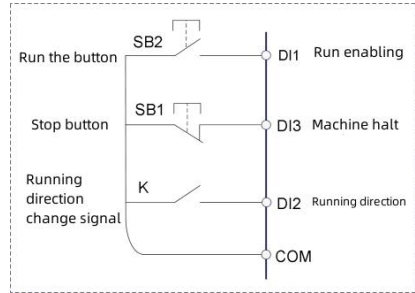 SB2
Run the button
DI1
Run enabling
SB1
Stop button
DI3
Machine halt
Running
direction
change signal
K
DI2
Running direction
COM